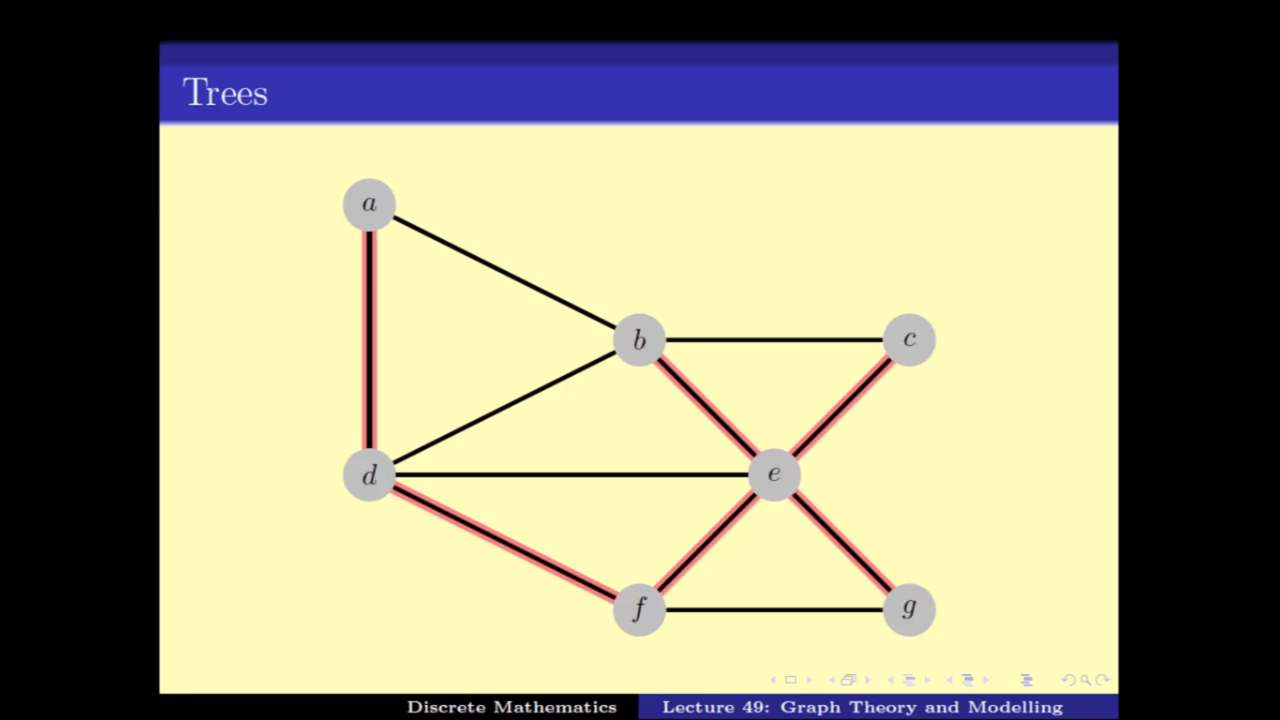 Trees
a
b
c
d
e
f
g
Discrete Mathematics
Lecture 49: Graph Theory and Modelling